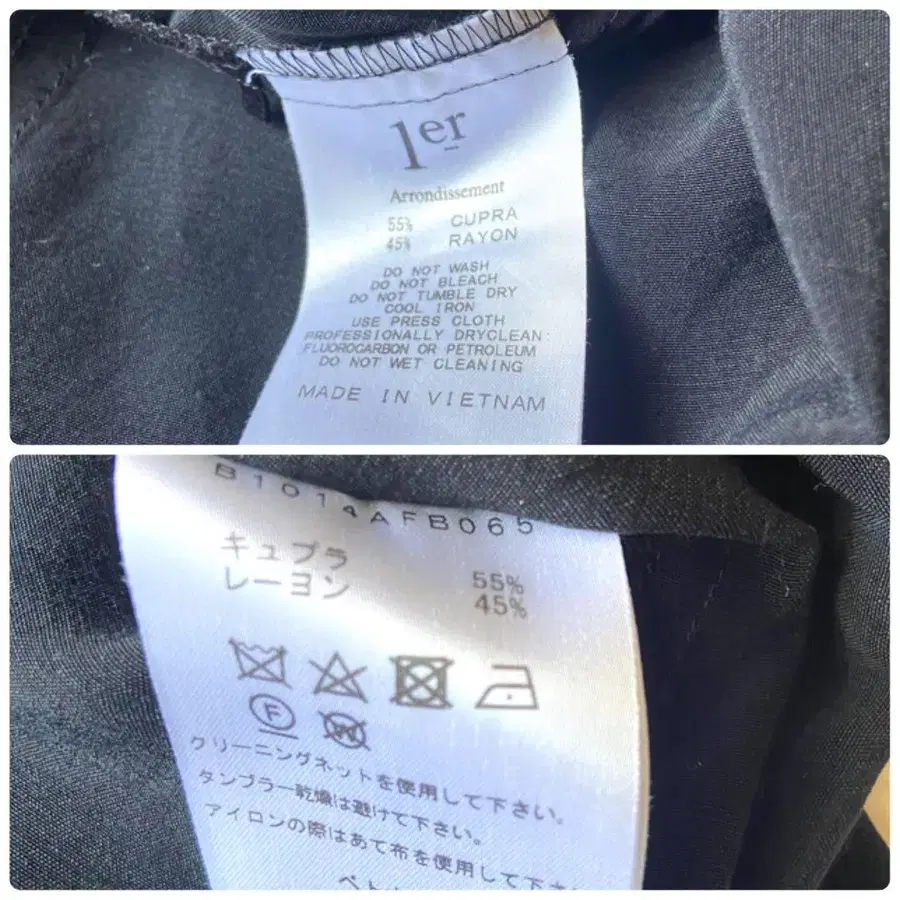 1er
Arrondissement
55% CUPRA
45% RAYON
DO NOT WASH
DO NOT BLEACH
DO NOT TUMBLE DRY
COOL IRON
USE PRESS CLOTH
PROFESSIONALLY DRYCLEAN:
FLUOROCARBON OR PETROLEUM
DO NOT WET CLEANING
MADE IN VIETNAM
B1014AFB065
キュプラ 55%
レーヨン 45%
F
W
クリーニングネットを使用して下さい。
タンブラー乾燥は避けて下さい。
アイロンの際はあて布を使用して下さい